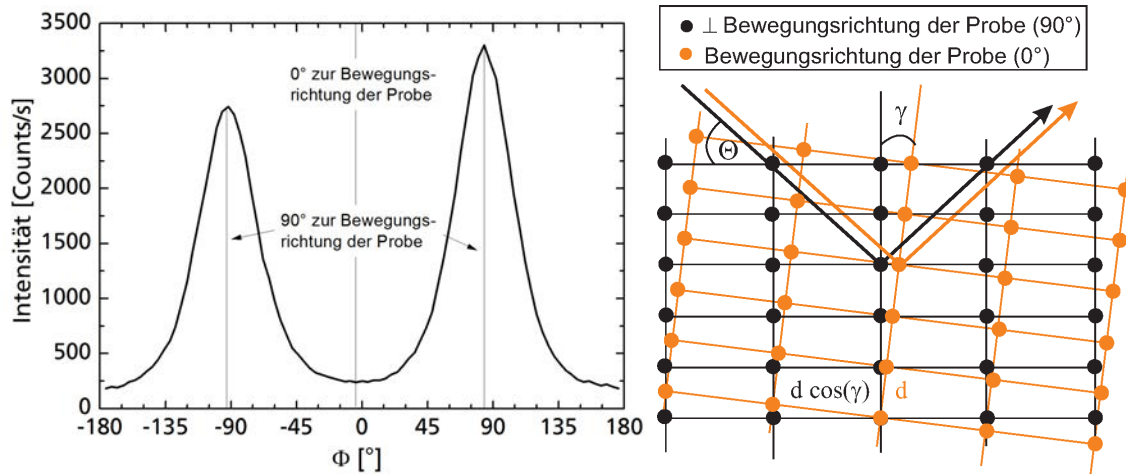 3500
3000
2500
2000
1500
1000
500
0
Intensität [Counts/s]
0° zur Bewegungs-
richtung der Probe
90° zur Bewegungs-
richtung der Probe
-180 -135 -90 -45 0 45 90 135 180
Φ [°]
⊥ Bewegungsrichtung der Probe (90°)
Bewegungsrichtung der Probe (0°)
γ
Θ
d cos(γ) d